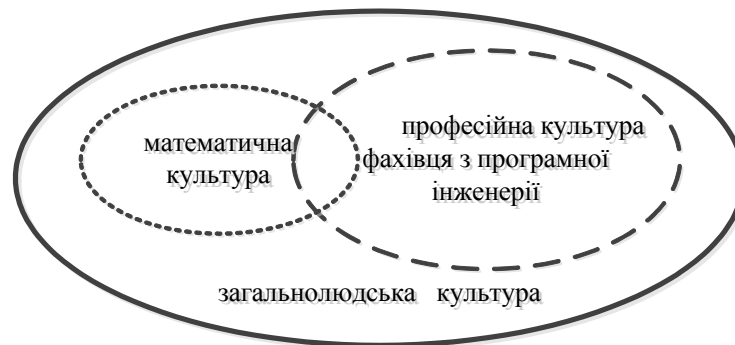 математична
культура
професійна культура
фахівця з програмної
інженерії
загальнолюдська культура